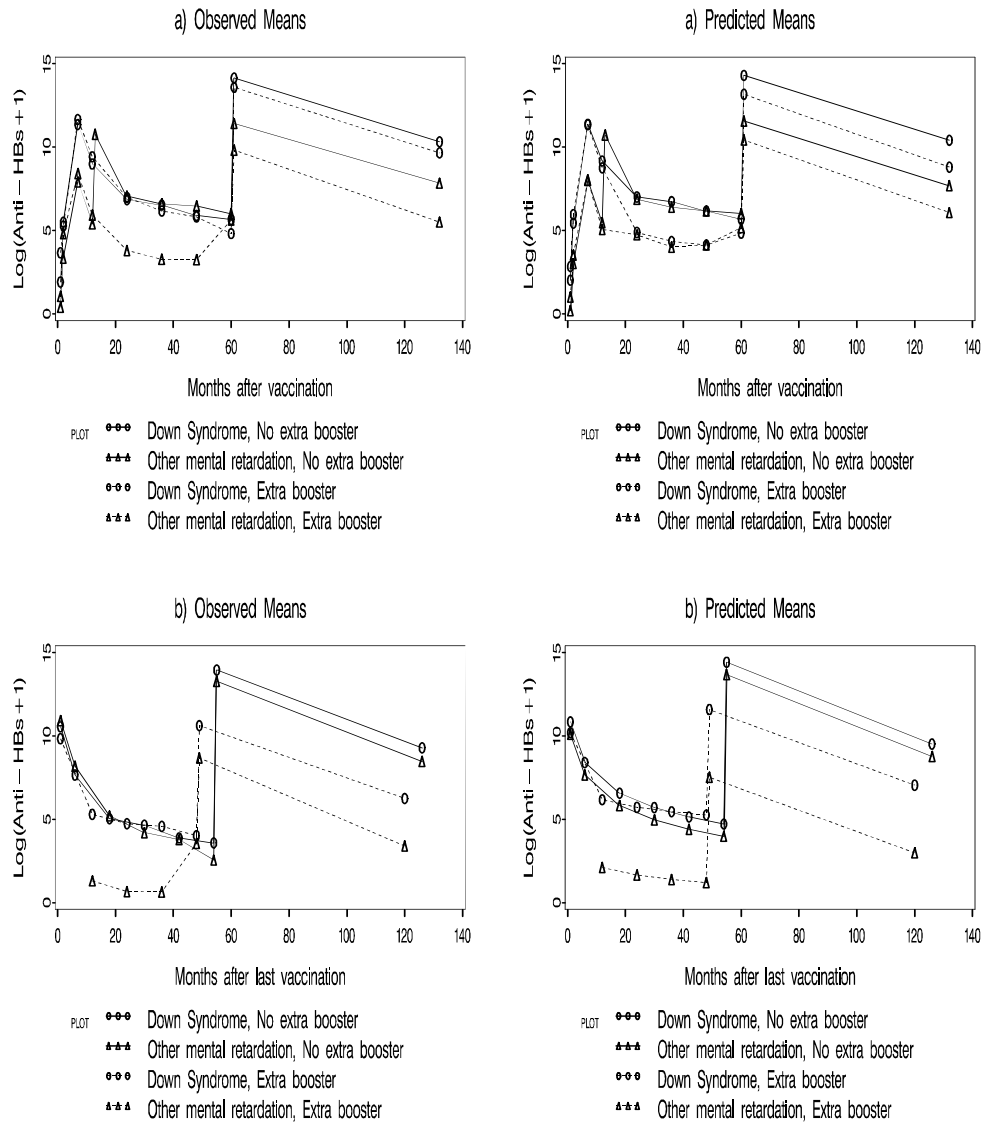 a) Observed Means
Log(Anti − HBs + 1)
15
10
5
0
0 20 40 60 80 100 120 140
Months after vaccination
PLOT Down Syndrome, No extra booster
Other mental retardation, No extra booster
Down Syndrome, Extra booster
Other mental retardation, Extra booster
a) Predicted Means
Log(Anti − HBs + 1)
15
10
5
0
0 20 40 60 80 100 120 140
Months after vaccination
PLOT Down Syndrome, No extra booster
Other mental retardation, No extra booster
Down Syndrome, Extra booster
Other mental retardation, Extra booster
b) Observed Means
Log(Anti − HBs + 1)
15
10
5
0
0 20 40 60 80 100 120 140
Months after last vaccination
PLOT Down Syndrome, No extra booster
Other mental retardation, No extra booster
Down Syndrome, Extra booster
Other mental retardation, Extra booster
b) Predicted Means
Log(Anti − HBs + 1)
15
10
5
0
0 20 40 60 80 100 120 140
Months after last vaccination
PLOT Down Syndrome, No extra booster
Other mental retardation, No extra booster
Down Syndrome, Extra booster
Other mental retardation, Extra booster